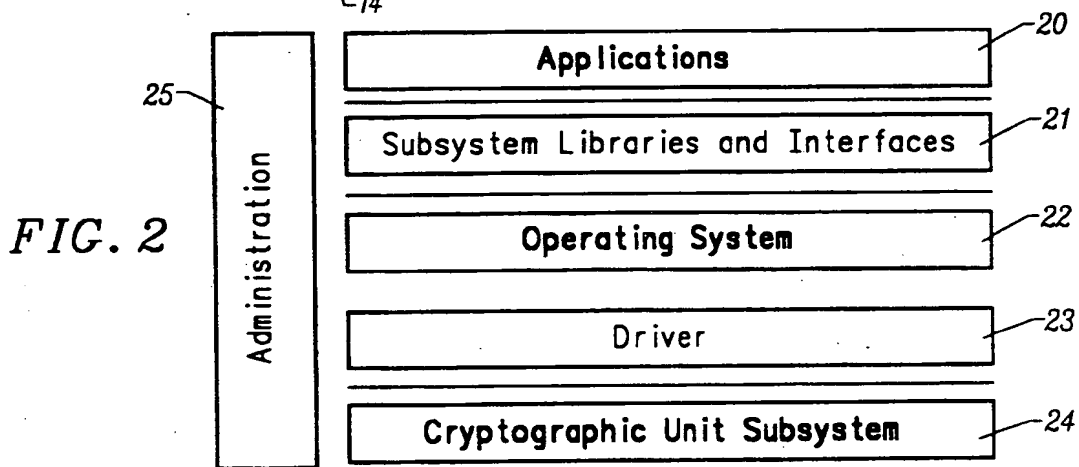 14
20
Applications
25
21
Subsystem Libraries and Interfaces
Administration
FIG. 2
22
Operating System
23
Driver
24
Cryptographic Unit Subsystem